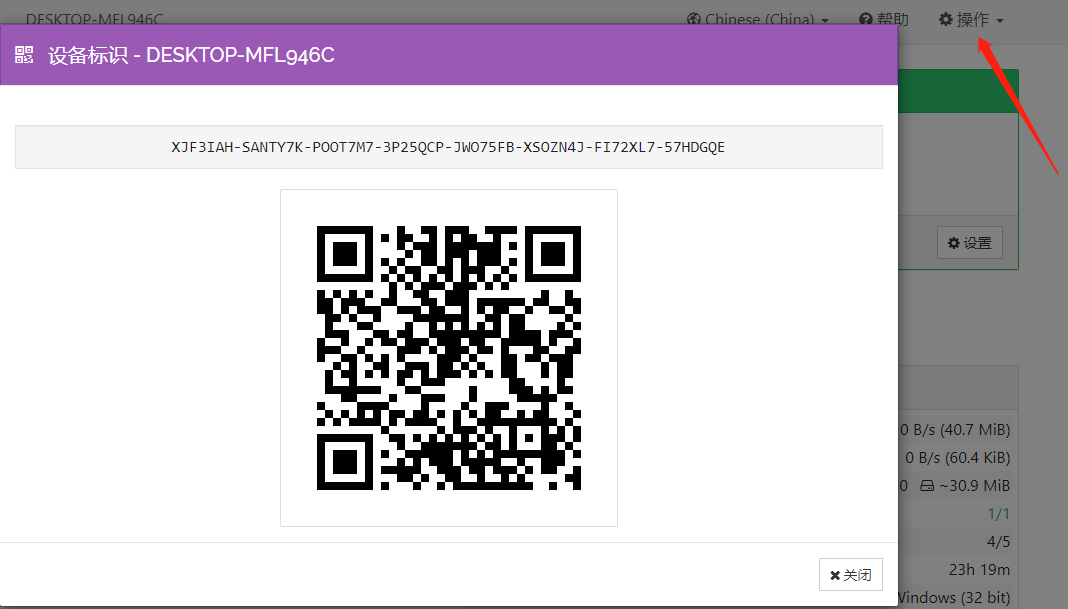 DESKTOP-MFL946C
Chinese (China)
帮助
操作
设备标识 - DESKTOP-MFL946C
XJF3IAH-SANTY7K-POOT7M7-3P25QCP-JWO75FB-XSOZN4J-FI72XL7-57HDGQE
设置
0 B/s (40.7 MiB)
0 B/s (60.4 KiB)
0 ~30.9 MiB
1/1
4/5
23h 19m
Windows (32 bit)
关闭